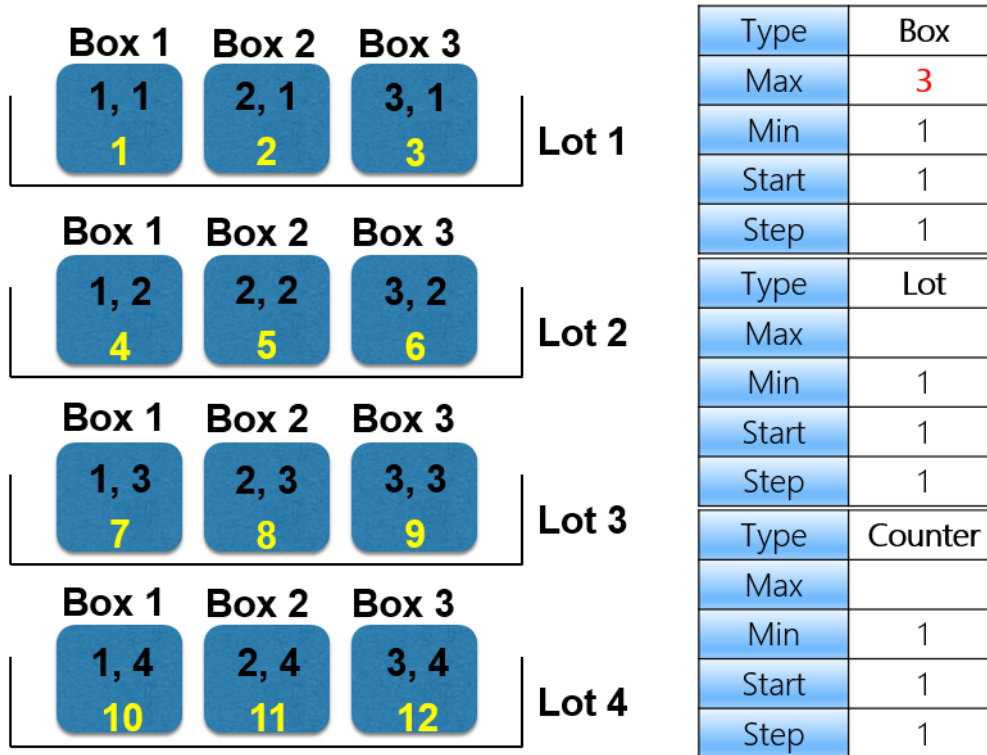 Box 1 Box 2 Box 3
1, 1 2, 1 3, 1
1 2 3
Lot 1
Box 1 Box 2 Box 3
1, 2 2, 2 3, 2
4 5 6
Lot 2
Box 1 Box 2 Box 3
1, 3 2, 3 3, 3
7 8 9
Lot 3
Box 1 Box 2 Box 3
1, 4 2, 4 3, 4
10 11 12
Lot 4
Type Box
Max 3
Min 1
Start 1
Step 1
Type Lot
Max
Min 1
Start 1
Step 1
Type Counter
Max
Min 1
Start 1
Step 1